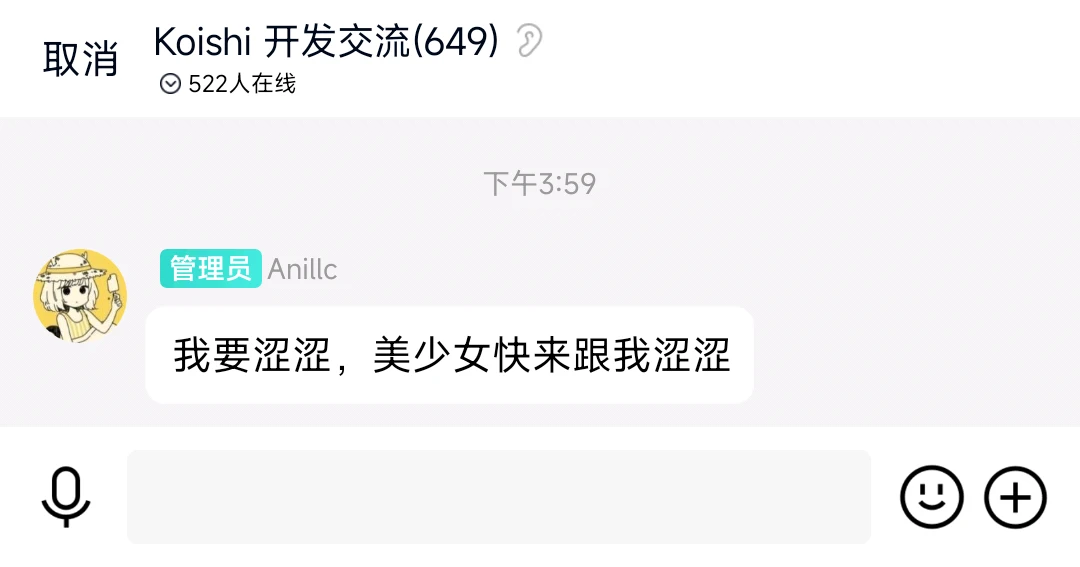 取消
Koishi 开发交流(649)
522人在线
下午3:59
管理员 Anillc
我要涩涩，美少女快来跟我涩涩